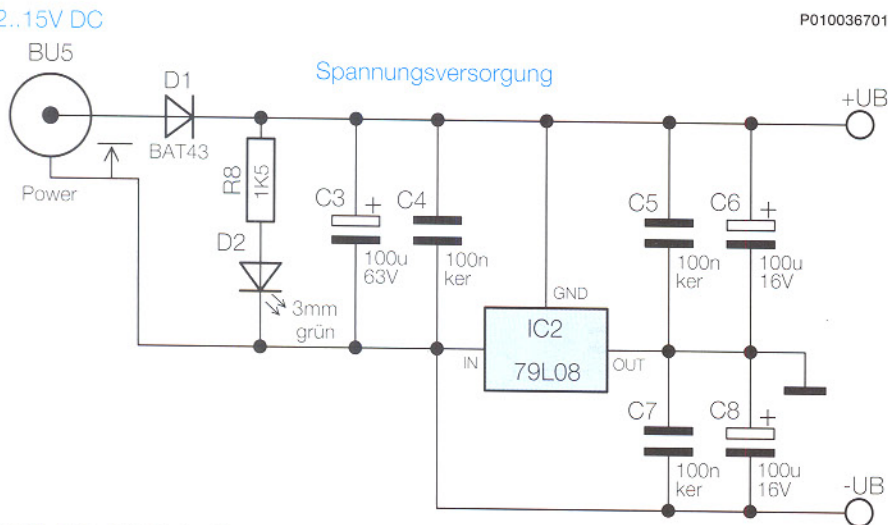 2..15V DC
P010036701
BU5
D1
Spannungsversorgung
+UB
BAT43
Power
R8
1K5
C3
+
C4
C5
C6
+
D2
100u
63V
100n
ker
100n
ker
100u
16V
3mm
grün
GND
IC2
IN
OUT
79L08
C7
C8
+
100n
ker
100u
16V
-UB